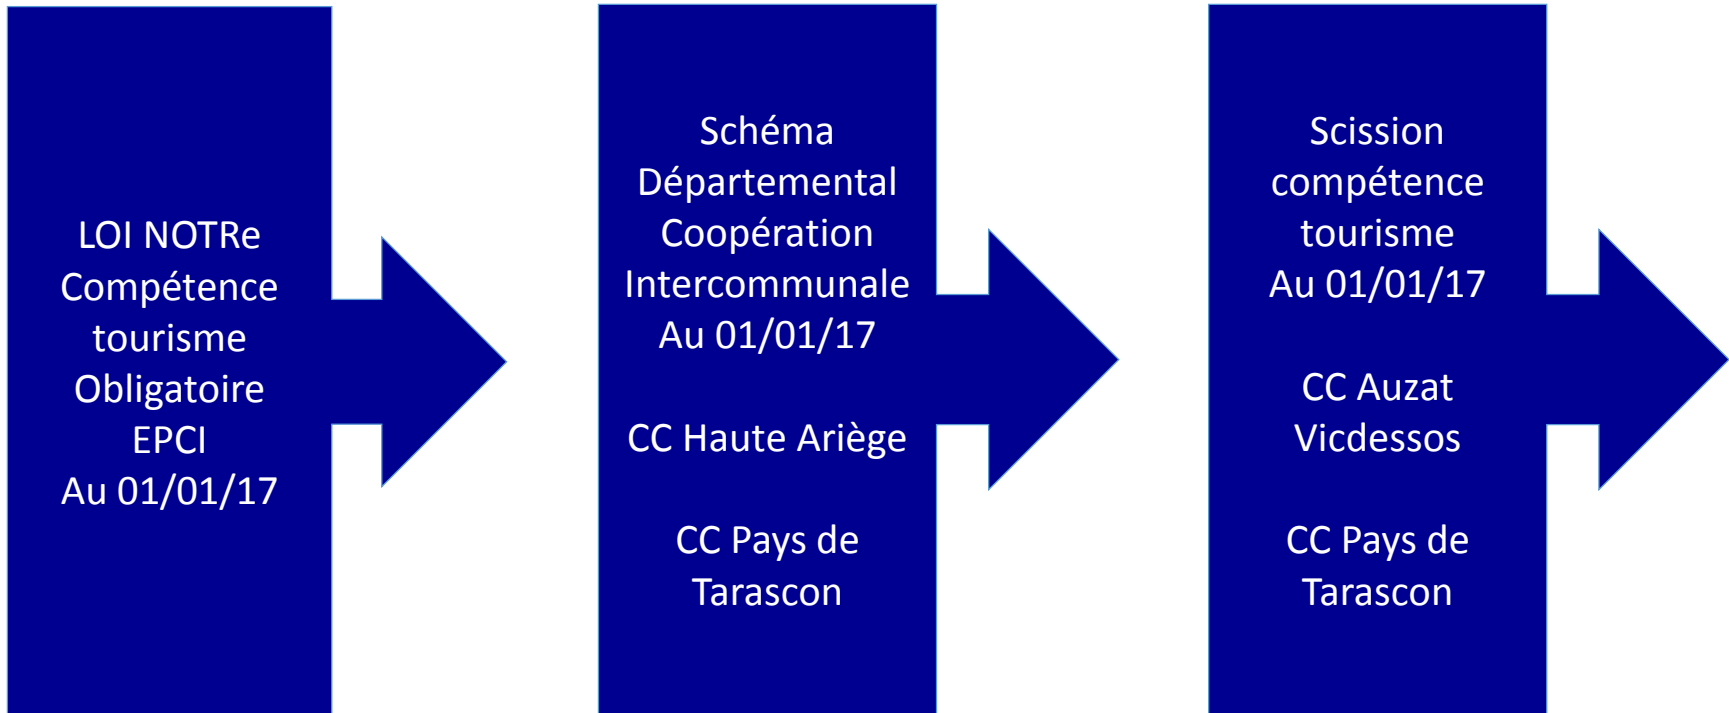 LOI NOTRe
Compétence
tourisme
Obligatoire
EPCI
Au 01/01/17
Schéma
Départemental
Coopération
Intercommunale
Au 01/01/17
CC Haute Ariège
CC Pays de
Tarascon
Scission
compétence
tourisme
Au 01/01/17
CC Auzat
Vicdessos
CC Pays de
Tarascon